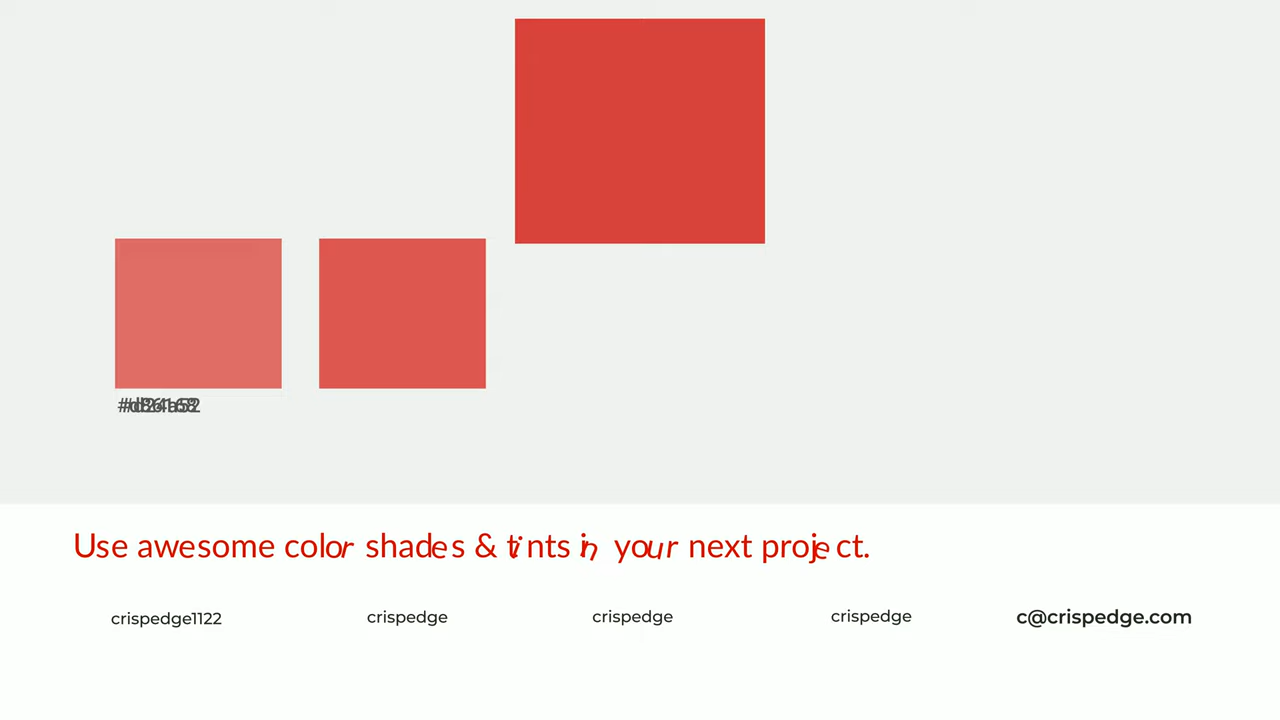 Use awesome color shades & tints in your next project.
crispedge1122 crispedge crispedge crispedge c@crispedge.com